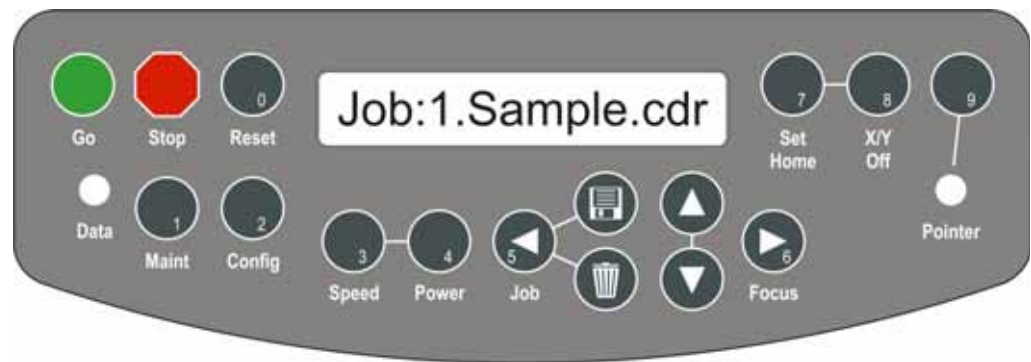 Job:1.Sample.cdr
0
7
8
9
Go
Stop
Reset
Set Home
X/Y Off
1
2
Data
Maint
Config
3
4
5
6
Pointer
Speed
Power
Job
Focus